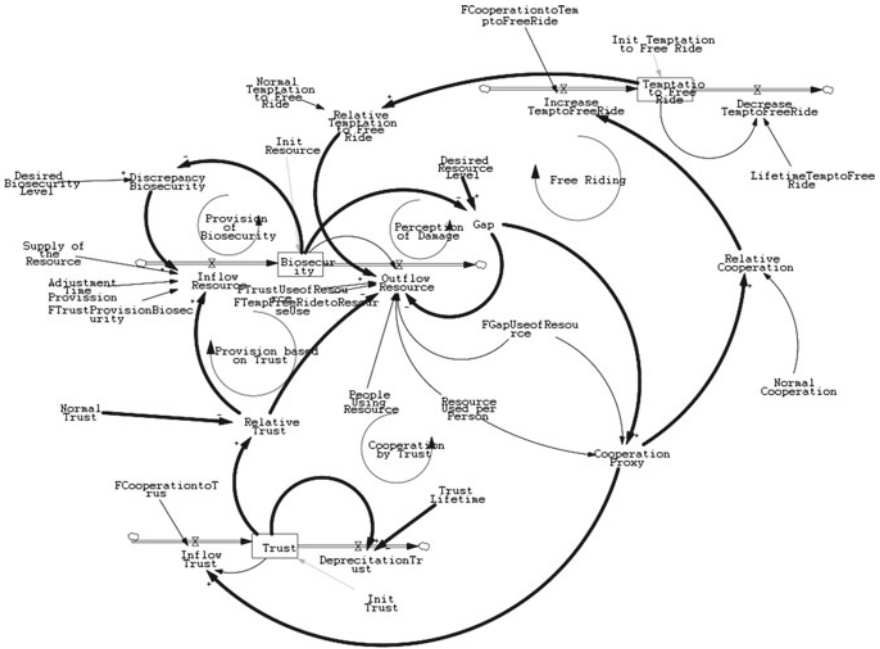 FCooperationtoTem
ptoFreeRide
Init Temptation
to Free Ride
Normal
Temptation
to Free
Ride
Temptatio
n to Free
Ride
Increase
TemptoFreeRide
Decrease
TemptoFreeRide
Relative
Temptation
to Free
Ride
Init
Resource
Desired
Biosecurity
Level
Discrepancy
Biosecurity
Desired
Resource
Level
Free Riding
LifetimeTemptoFree
Ride
Provision
of
Biosecurity
Perception
of Damage
Gap
Supply of
the
Resource
Biosecur
ity
Relative
Cooperation
Inflow
Resource
Outflow
Resource
Adjustment
Time
Provission
FTrustUseofResou
rce
FTempFreeRidetoResour
seUse
FTrustProvisionBiosec
urity
FGapUseofResou
rce
Provision based
on Trust
Normal
Cooperation
People
Using
Resource
Resource
Used per
Person
Normal
Trust
Relative
Trust
Cooperation
by Trust
Cooperation
Proxy
FCooperationtoT
rus
Trust
Lifetime
Trust
Inflow
Trust
DeprecitationTr
ust
Init
Trust